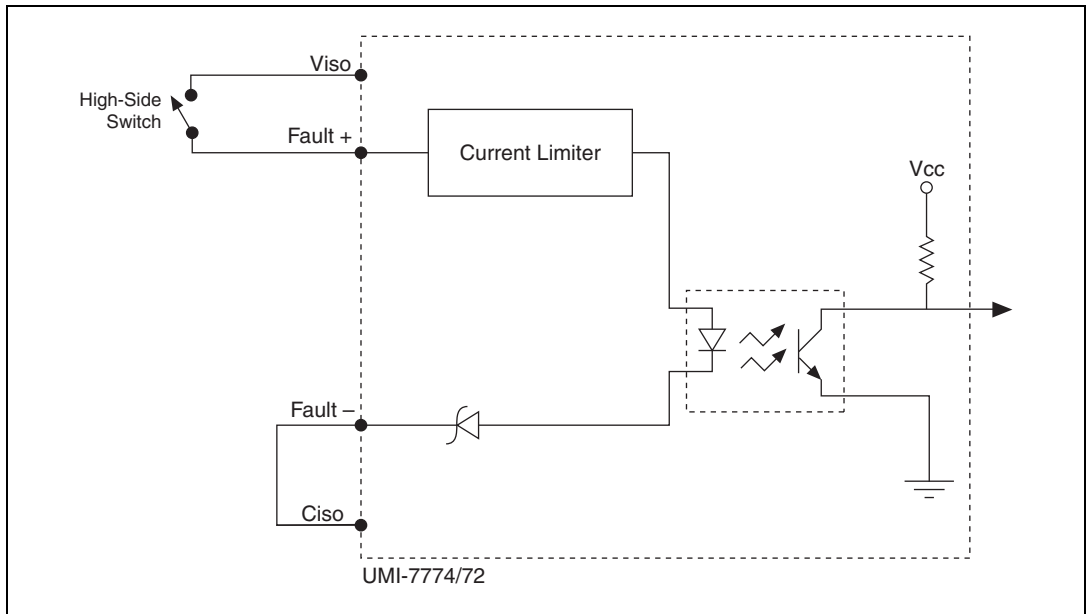 Viso
High-Side
Switch
Fault +
Current Limiter
Vcc
Fault –
Ciso
UMI-7774/72